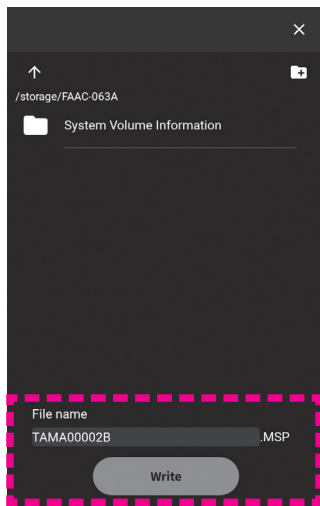 /storage/FAAC-063A
System Volume Information
File name
TAMA00002B .MSP
Write